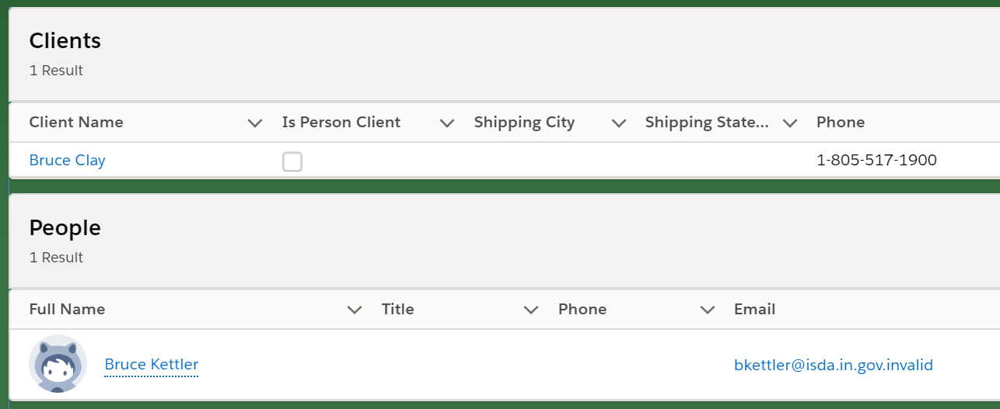 Clients
1 Result
Client Name Is Person Client Shipping City Shipping State... Phone
Bruce Clay 1-805-517-1900
People
1 Result
Full Name Title Phone Email
Bruce Kettler bkettler@isda.in.gov.invalid